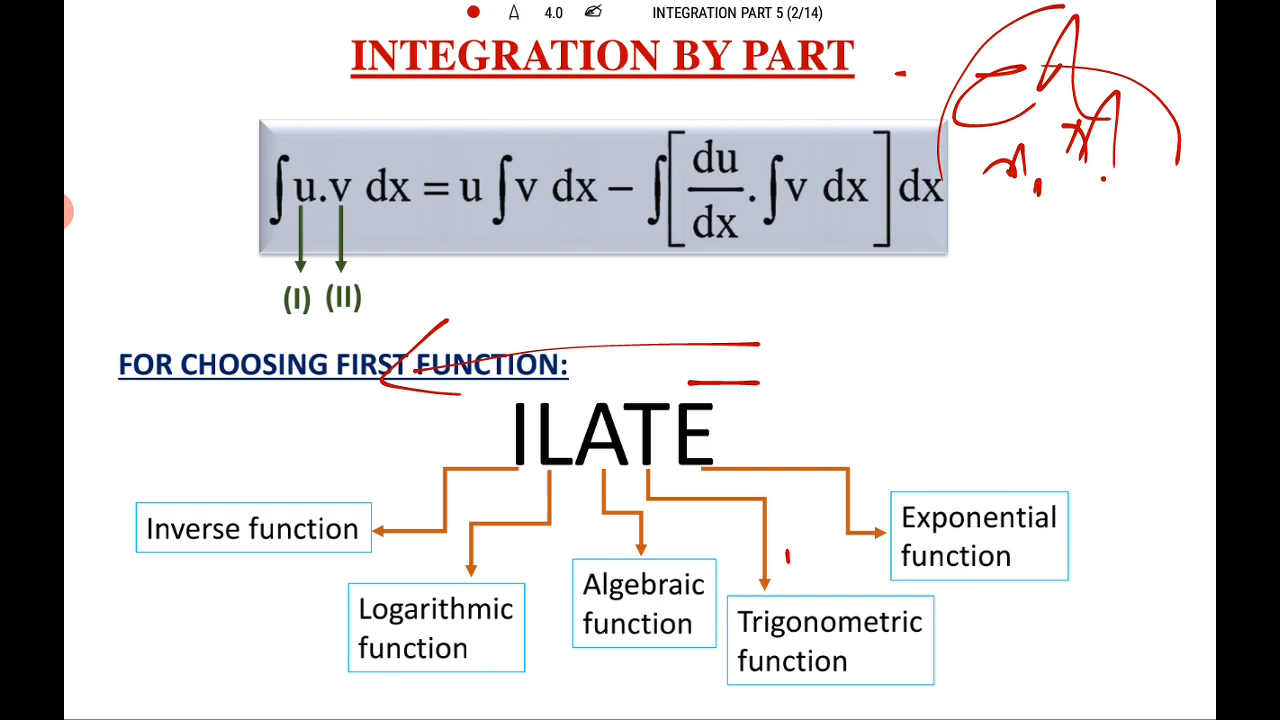 4.0 INTEGRATION PART 5 (2/14)
INTEGRATION BY PART
∫u.v dx = u ∫v dx − ∫[du/dx . ∫v dx] dx
(I) (II)
FOR CHOOSING FIRST FUNCTION:
ILATE
Inverse function
Logarithmic
function
Algebraic
function
Trigonometric
function
Exponential
function